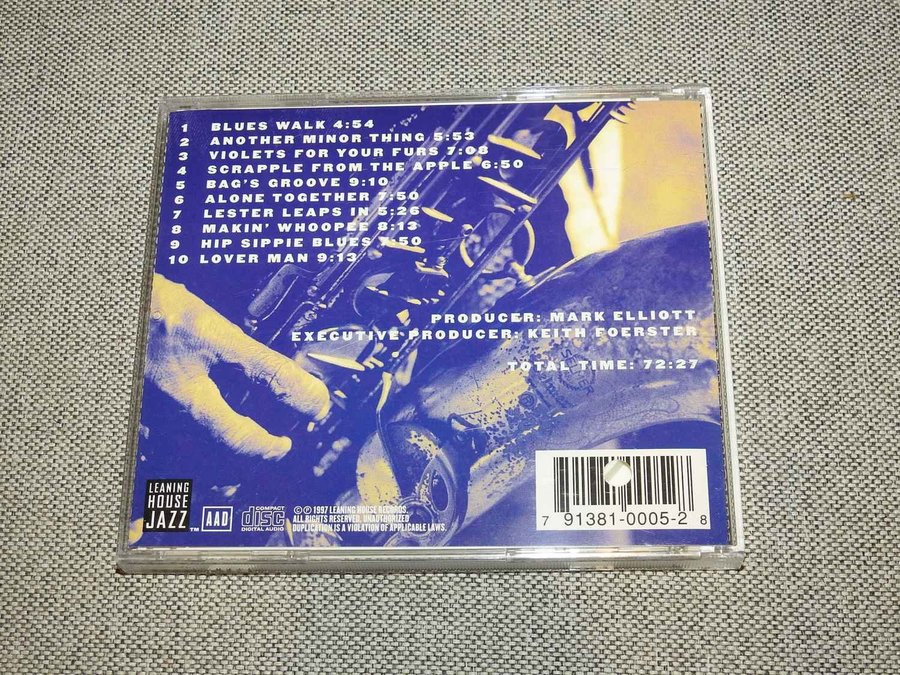 1 BLUES WALK 4:54
2 ANOTHER MINOR THING 5:53
3 VIOLETS FOR YOUR FURS 7:08
4 SCRAPPLE FROM THE APPLE 6:50
5 BAG'S GROOVE 9:10
6 ALONE TOGETHER 7:50
7 LESTER LEAPS IN 5:26
8 MAKIN' WHOOPEE 8:13
9 HIP SIPPIE BLUES 7:50
10 LOVER MAN 9:13
PRODUCER: MARK ELLIOTT
EXECUTIVE PRODUCER: KEITH FOERSTER
TOTAL TIME: 72:27
LEANING
HOUSE
JAZZ ™
AAD
COMPACT
disc
DIGITAL AUDIO
©℗ 1997 LEANING HOUSE RECORDS.
ALL RIGHTS RESERVED. UNAUTHORIZED
DUPLICATION IS A VIOLATION OF APPLICABLE LAWS.
7 91381-0005-2 8